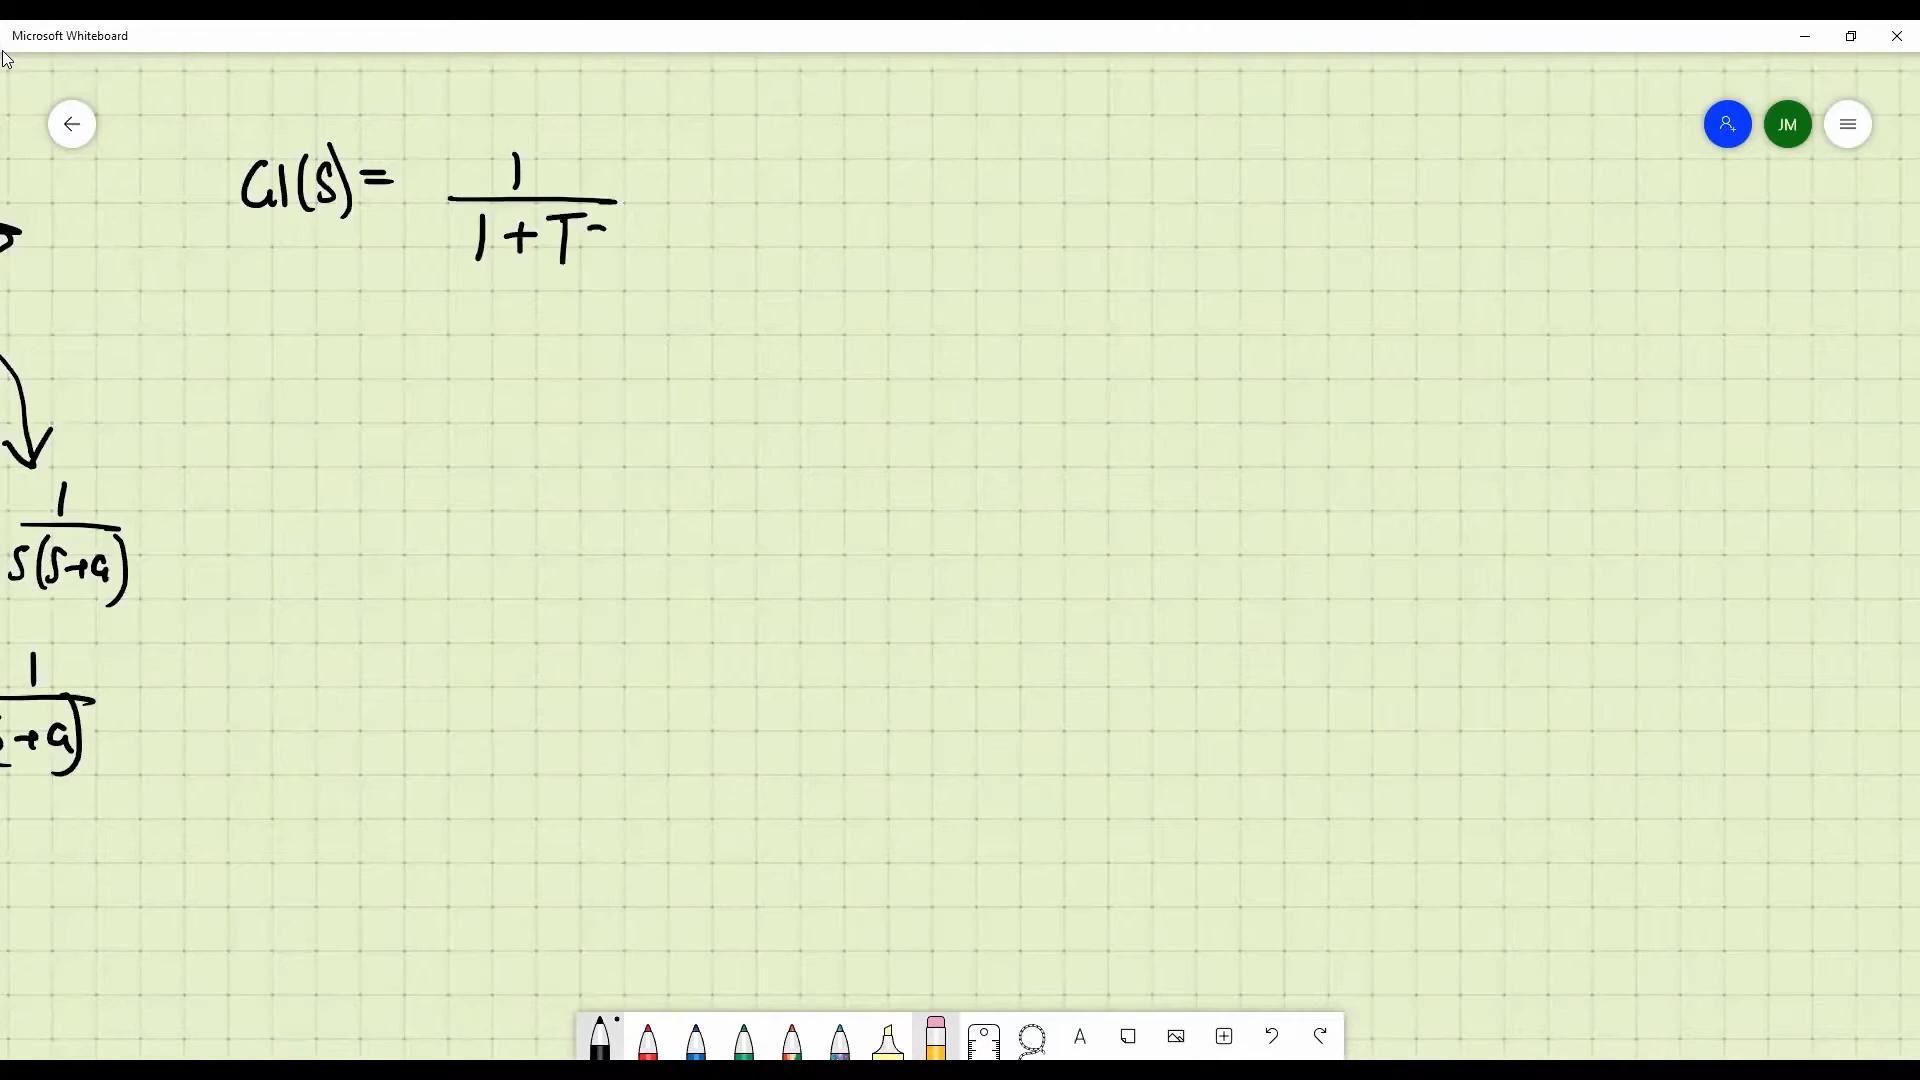 Microsoft Whiteboard
JM
G1(S) = 1
1 + T
1
S(S+a)
1
+ a)
A